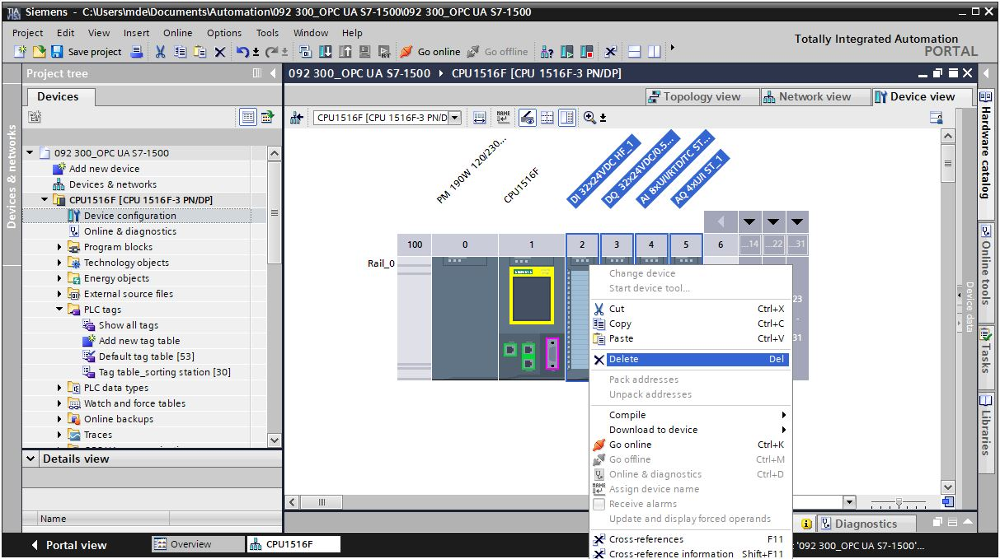 Siemens - C:\Users\mde\Documents\Automation\092 300_OPC UA S7-1500\092 300_OPC UA S7-1500
Project Edit View Insert Online Options Tools Window Help
Totally Integrated Automation
PORTAL
Save project
Go online
Go offline
Project tree
092 300_OPC UA S7-1500 CPU1516F [CPU 1516F-3 PN/DP]
Devices
Topology view
Network view
Device view
CPU1516F [CPU 1516F-3 PN/D
NAME
Devices & networks
092 300_OPC UA S7-1500
Add new device
Devices & networks
CPU1516F [CPU 1516F-3 PN/DP]
Device configuration
Online & diagnostics
Program blocks
Technology objects
Energy objects
External source files
PLC tags
Show all tags
Add new tag table
Default tag table [53]
Tag table_sorting station [30]
PLC data types
Watch and force tables
Online backups
Traces
Details view
Name
PM 190W 120/230...
CPU1516F
DI 32x24VDC HF_1
DQ 32x24VDC/0.5...
AI 8xU/I/RTD/TC ST...
AQ 4xU/I ST_1
100 0 1 2 3 4 5 6 ...14 ...22 ...31
Rail_0
SIEMENS
23
-
31
Change device
Start device tool...
Cut Ctrl+X
Copy Ctrl+C
Paste Ctrl+V
Delete Del
Pack addresses
Unpack addresses
Compile
Download to device
Go online Ctrl+K
Go offline Ctrl+M
Online & diagnostics Ctrl+D
NAME Assign device name
Receive alarms
Update and display forced operands
Cross-references F11
Cross-reference information Shift+F11
Device data
Hardware catalog
Online tools
Tasks
Libraries
Diagnostics
Portal view
Overview
CPU1516F
'092 300_OPC UA S7-1500'...